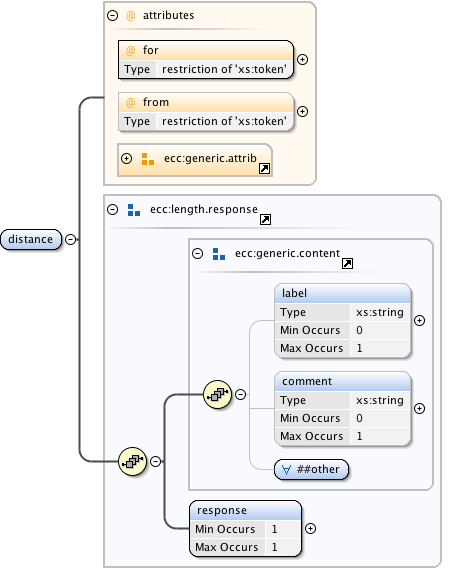 @ attributes
@ for
Type restriction of 'xs:token'
@ from
Type restriction of 'xs:token'
ecc:generic.attrib
ecc:length.response
distance
ecc:generic.content
label
Type xs:string
Min Occurs 0
Max Occurs 1
comment
Type xs:string
Min Occurs 0
Max Occurs 1
∀ ##other
response
Min Occurs 1
Max Occurs 1